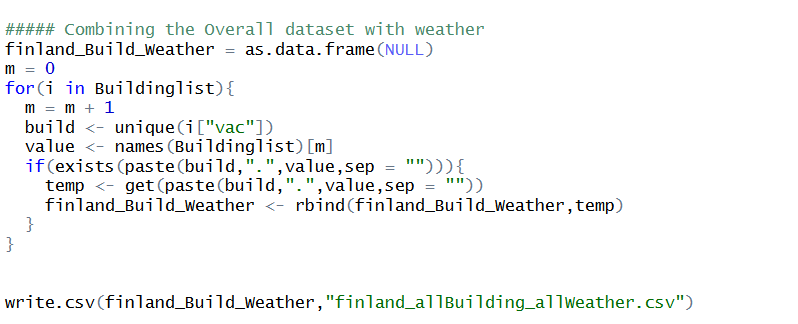 ##### Combining the Overall dataset with weather
finland_Build_Weather = as.data.frame(NULL)
m = 0
for(i in Buildinglist){
  m = m + 1
  build <- unique(i["vac"])
  value <- names(Buildinglist)[m]
  if(exists(paste(build,".",value,sep = ""))){
    temp <- get(paste(build,".",value,sep = ""))
    finland_Build_Weather <- rbind(finland_Build_Weather,temp)
  }
}
write.csv(finland_Build_Weather,"finland_allBuilding_allWeather.csv")